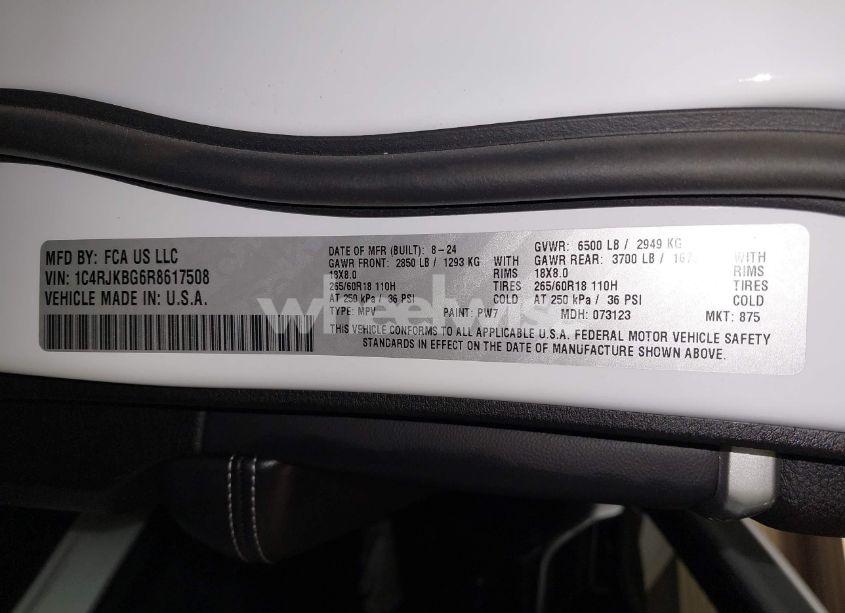 MFD BY: FCA US LLC
VIN: 1C4RJKBG6R8617508
VEHICLE MADE IN U.S.A.
DATE OF MFR (BUILT): 8-24
GAWR FRONT: 2850 LB / 1293 KG WITH
18X8.0 RIMS
265/60R18 110H TIRES
AT 250 kPa / 36 PSI COLD
TYPE: MPV PAINT: PW7
GVWR: 6500 LB / 2949 KG
GAWR REAR: 3700 LB / WITH
18X8.0 RIMS
265/60R18 110H TIRES
AT 250 kPa / 36 PSI COLD
MDH: 073123 MKT: 875
THIS VEHICLE CONFORMS TO ALL APPLICABLE U.S.A. FEDERAL MOTOR VEHICLE SAFETY
STANDARDS IN EFFECT ON THE DATE OF MANUFACTURE SHOWN ABOVE.